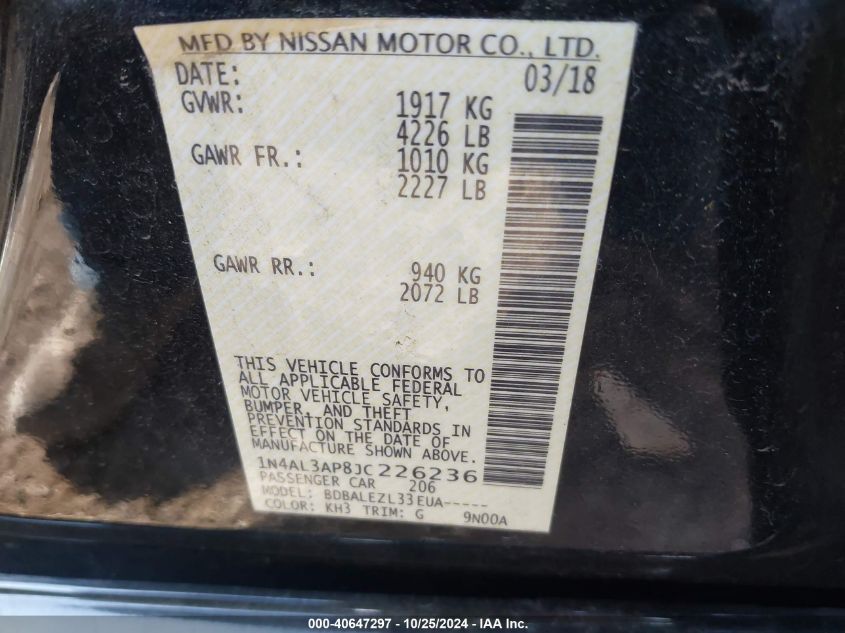 MFD BY NISSAN MOTOR CO., LTD.
DATE: 03/18
GVWR: 1917 KG
4226 LB
GAWR FR.: 1010 KG
2227 LB
GAWR RR.: 940 KG
2072 LB
THIS VEHICLE CONFORMS TO
ALL APPLICABLE FEDERAL
MOTOR VEHICLE SAFETY,
BUMPER, AND THEFT
PREVENTION STANDARDS IN
EFFECT ON THE DATE OF
MANUFACTURE SHOWN ABOVE.
1N4AL3AP8JC226236
PASSENGER CAR 206
MODEL: BDBALEZL33EUA-----
COLOR: KH3 TRIM: G 9N00A
000-40647297 - 10/25/2024 - IAA Inc.